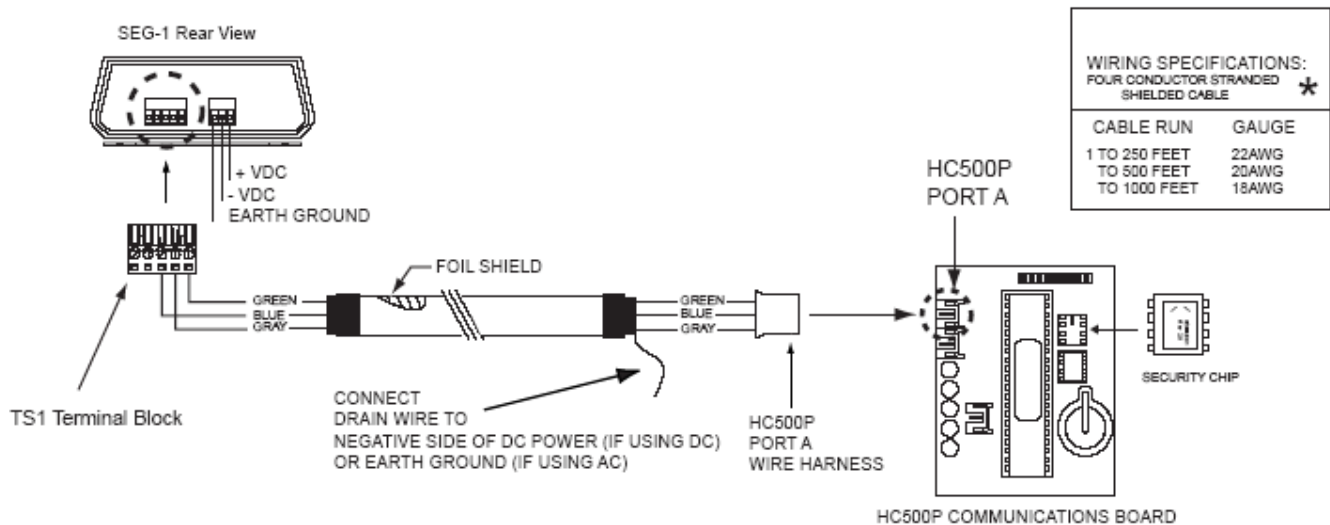 SEG-1 Rear View
+ VDC
- VDC
EARTH GROUND
TS1 Terminal Block
GREEN
BLUE
GRAY
FOIL SHIELD
CONNECT
DRAIN WIRE TO
NEGATIVE SIDE OF DC POWER (IF USING DC)
OR EARTH GROUND (IF USING AC)
GREEN
BLUE
GRAY
HC500P
PORT A
WIRE HARNESS
HC500P
PORT A
WIRING SPECIFICATIONS:
FOUR CONDUCTOR STRANDED
SHIELDED CABLE *
CABLE RUN GAUGE
1 TO 250 FEET 22AWG
TO 500 FEET 20AWG
TO 1000 FEET 18AWG
SECURITY CHIP
HC500P COMMUNICATIONS BOARD